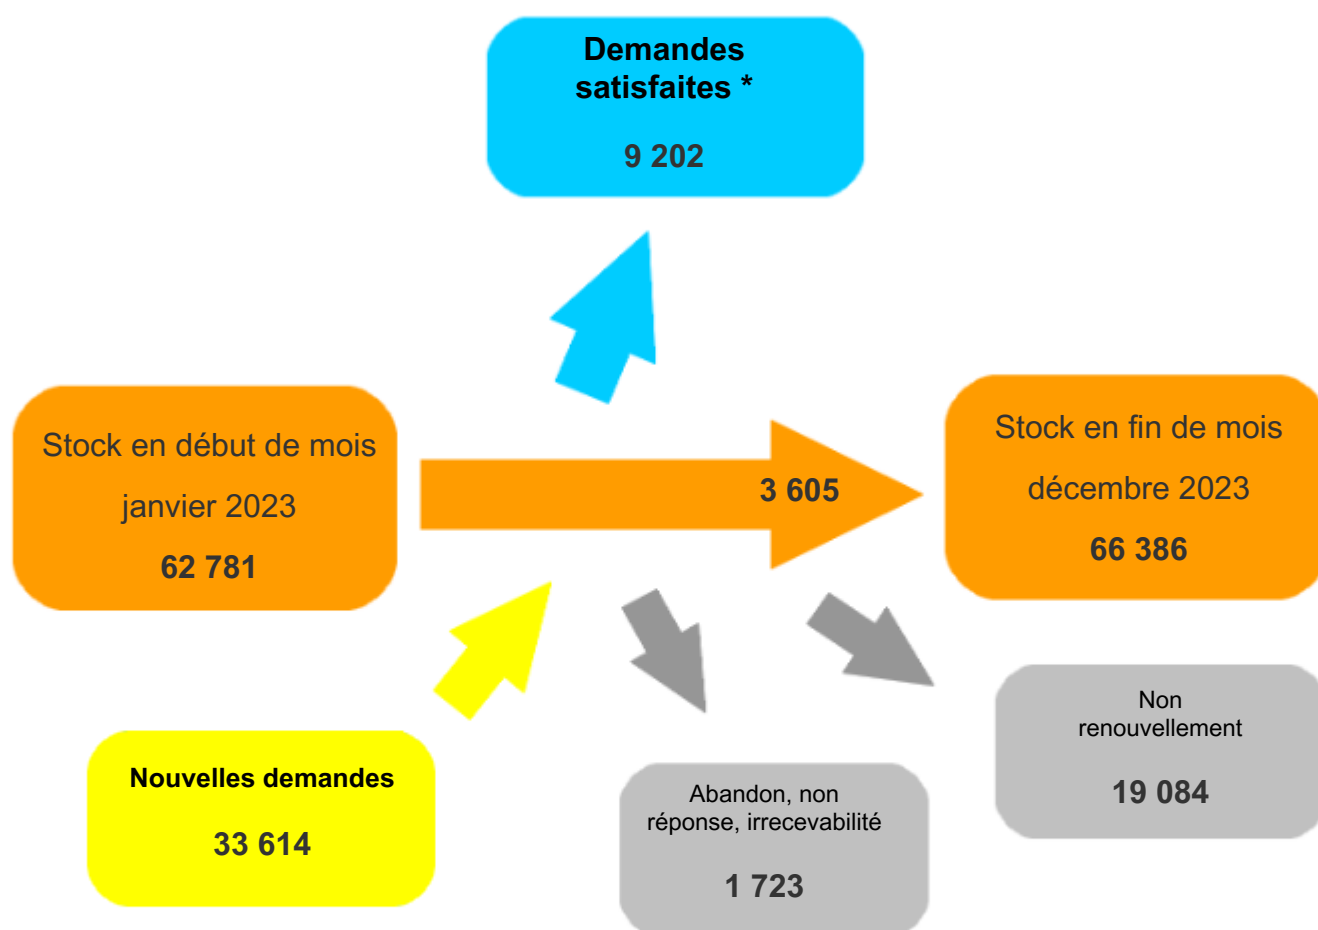 Demandes
satisfaites *
9 202
Stock en début de mois
janvier 2023
62 781
3 605
Stock en fin de mois
décembre 2023
66 386
Nouvelles demandes
33 614
Abandon, non
réponse, irrecevabilité
1 723
Non
renouvellement
19 084